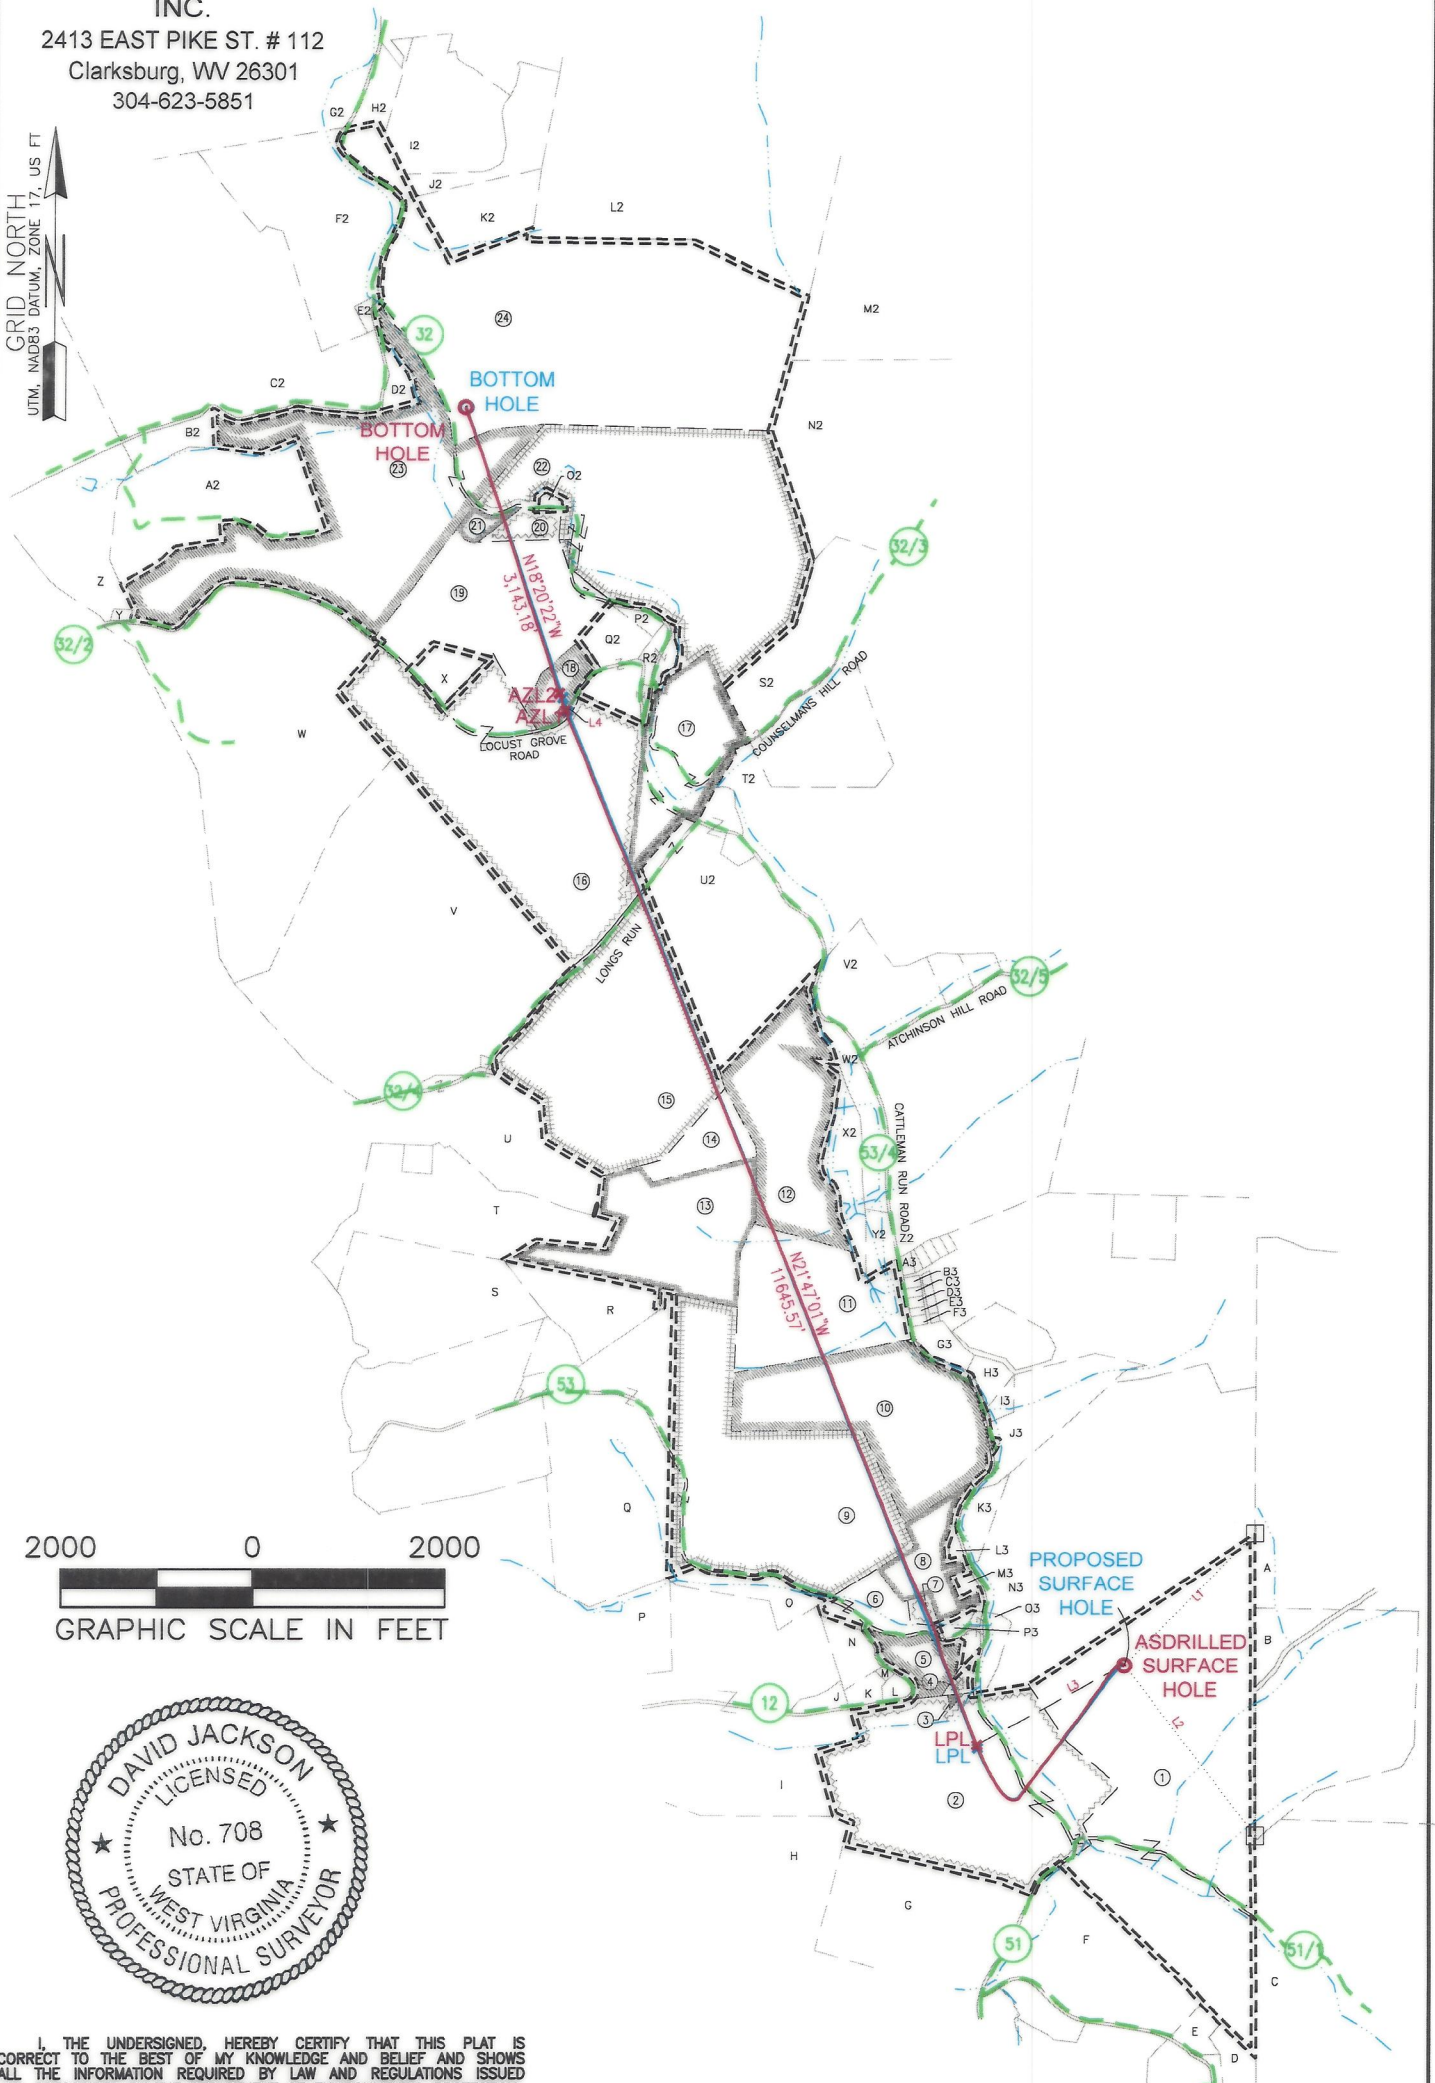 INC.
2413 EAST PIKE ST. # 112
Clarksburg, WV 26301
304-623-5851
GRID NORTH
UTM, NAD83 DATUM, ZONE 17, US FT
N
G2
H2
I2
J2
F2
K2
L2
E2
32
24
M2
C2
D2
BOTTOM
HOLE
BOTTOM
HOLE
B2
23
N2
A2
22
O2
21
20
32/3
Z
Y
32/2
19
N18°20'22"W
3,143.18'
P2
Q2
R2
18
X
S2
AZL2
AZL1
L4
W
17
LOCUST GROVE
ROAD
COUNSELMANS HILL ROAD
T2
16
U2
V
LONGS RUN
V2
32/5
ATCHINSON HILL ROAD
W2
32/4
15
14
U
X2
CATTLEMAN RUN ROAD
53/4
12
13
T
Y2
Z2
A3
B3
C3
D3
E3
F3
S
R
N21°47'01"W
11645.57'
11
G3
H3
53
I3
10
J3
Q
9
K3
L3
8
M3
7
N3
6
O3
P3
P
O
N
5
M
4
J
K
L
12
3
2000 0 2000
GRAPHIC SCALE IN FEET
PROPOSED
SURFACE
HOLE
ASDRILLED
SURFACE
HOLE
A
L1
B
L3
L2
LPL
LPL
1
2
I
H
G
F
51
51/1
C
E
D
DAVID JACKSON
LICENSED
No. 708
STATE OF
WEST VIRGINIA
PROFESSIONAL SURVEYOR
I, THE UNDERSIGNED, HEREBY CERTIFY THAT THIS PLAT IS
CORRECT TO THE BEST OF MY KNOWLEDGE AND BELIEF AND SHOWS
ALL THE INFORMATION REQUIRED BY LAW AND REGULATIONS ISSUED